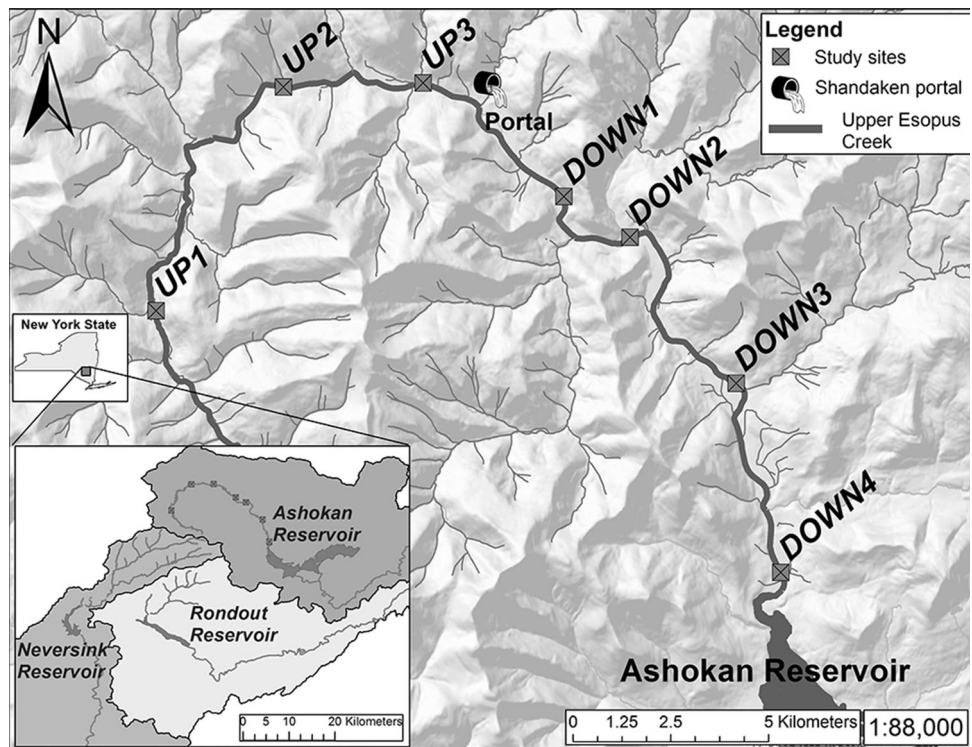 N
UP1
UP2
UP3
Portal
DOWN1
DOWN2
DOWN3
DOWN4
Ashokan Reservoir
Legend
Study sites
Shandaken portal
Upper Esopus
Creek
New York State
Ashokan
Reservoir
Rondout
Reservoir
Neversink
Reservoir
0 5 10 20 Kilometers
0 1.25 2.5 5 Kilometers
1:88,000